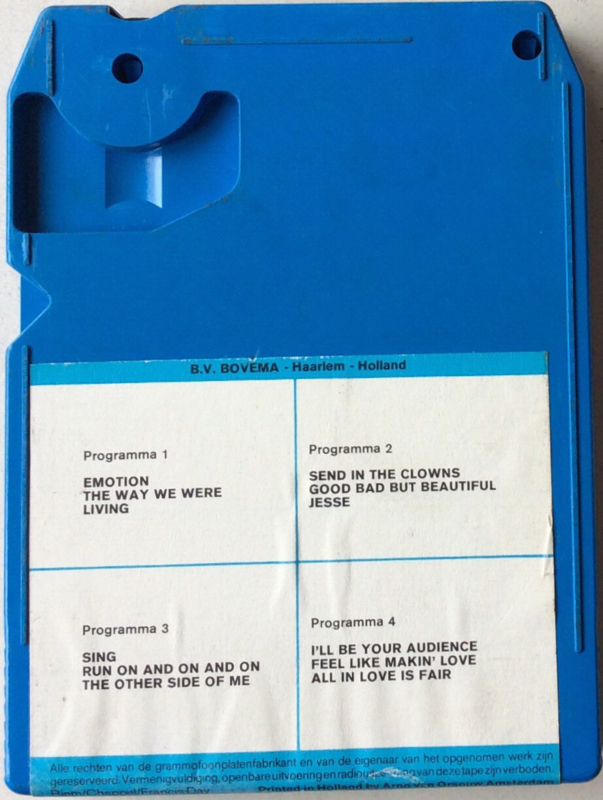 B.V. BOVEMA - Haarlem - Holland
Programma 1
EMOTION
THE WAY WE WERE
LIVING
Programma 2
SEND IN THE CLOWNS
GOOD BAD BUT BEAUTIFUL
JESSE
Programma 3
SING
RUN ON AND ON AND ON
THE OTHER SIDE OF ME
Programma 4
I'LL BE YOUR AUDIENCE
FEEL LIKE MAKIN' LOVE
ALL IN LOVE IS FAIR
Alle rechten van de grammofoonplatenfabrikant en van de eigenaar van het opgenomen werk zijn
gereserveerd. Vermenigvuldiging, openbare uitvoering en van deze tape zijn verboden.
Printed in Holland by Amsterdam